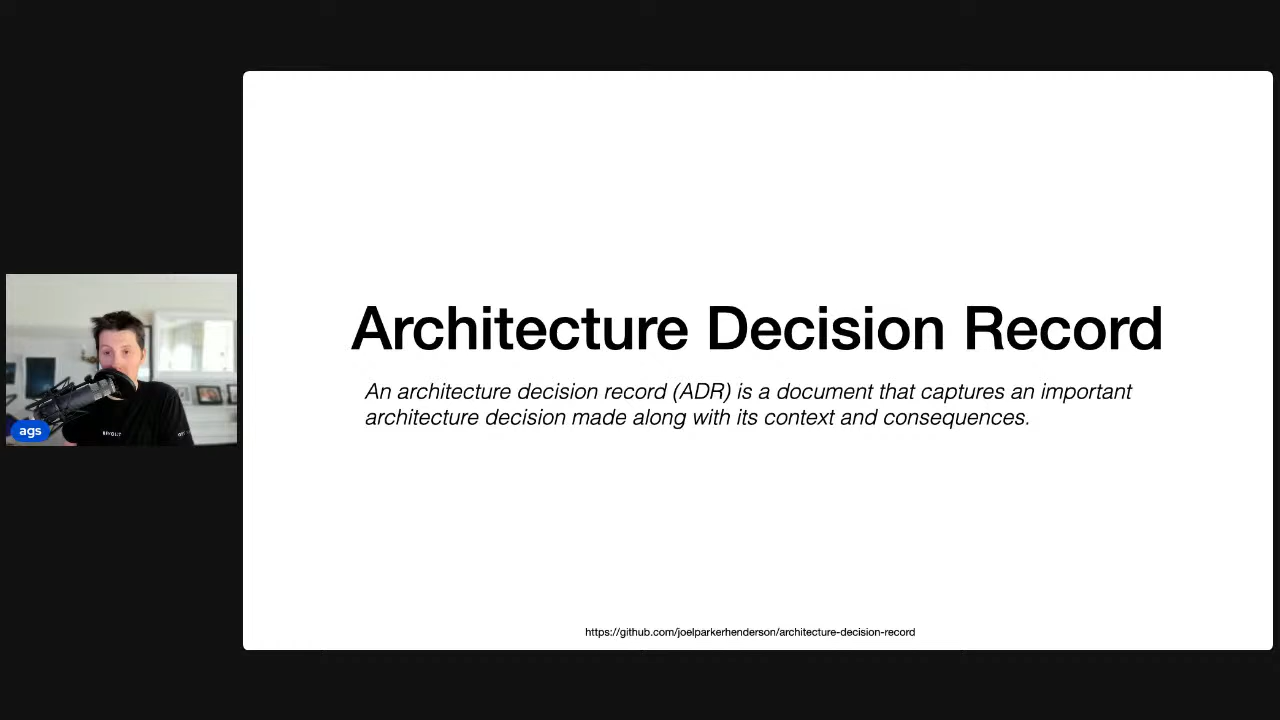 Architecture Decision Record
An architecture decision record (ADR) is a document that captures an important
architecture decision made along with its context and consequences.
ags
https://github.com/joelparkerhenderson/architecture-decision-record